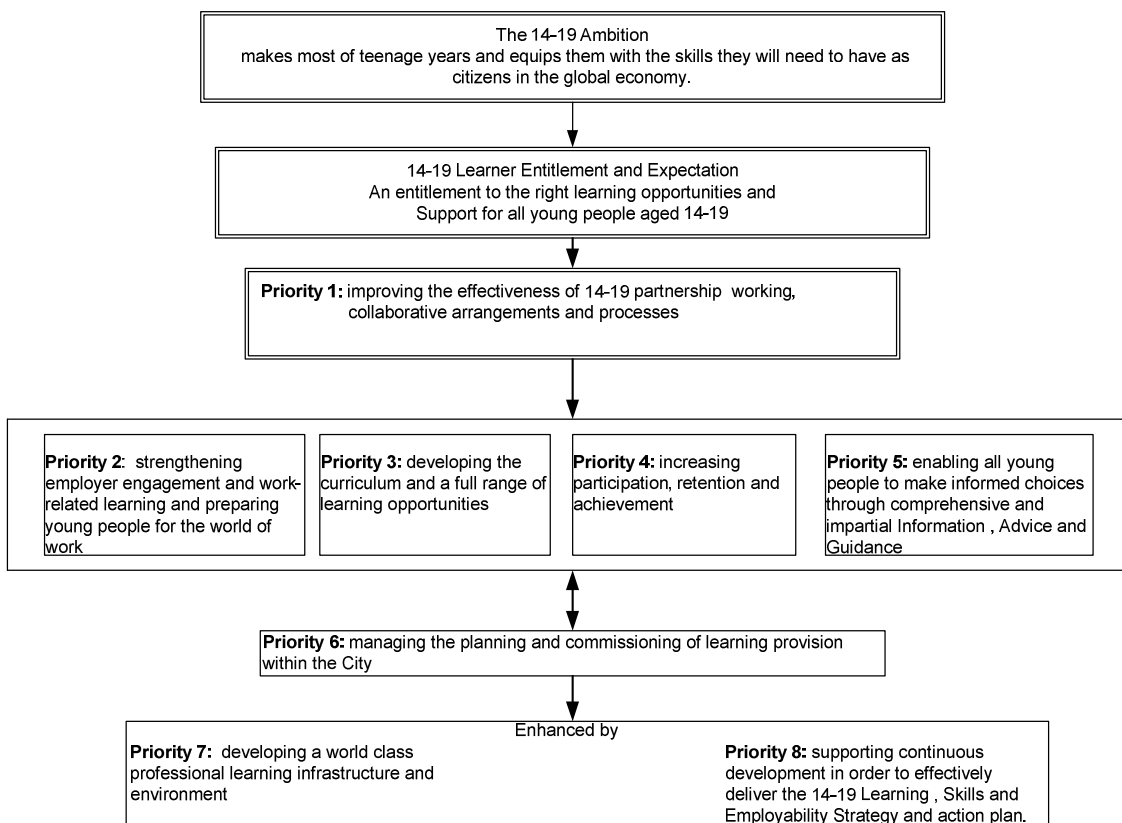 The 14-19 Ambition
makes most of teenage years and equips them with the skills they will need to have as
citizens in the global economy.
14-19 Learner Entitlement and Expectation
An entitlement to the right learning opportunities and
Support for all young people aged 14-19
Priority 1: improving the effectiveness of 14-19 partnership working,
collaborative arrangements and processes
Priority 2: strengthening
employer engagement and work-
related learning and preparing
young people for the world of
work
Priority 3: developing the
curriculum and a full range of
learning opportunities
Priority 4: increasing
participation, retention and
achievement
Priority 5: enabling all young
people to make informed choices
through comprehensive and
impartial Information , Advice and
Guidance
Priority 6: managing the planning and commissioning of learning provision
within the City
Enhanced by
Priority 7: developing a world class
professional learning infrastructure and
environment
Priority 8: supporting continuous
development in order to effectively
deliver the 14-19 Learning , Skills and
Employability Strategy and action plan.